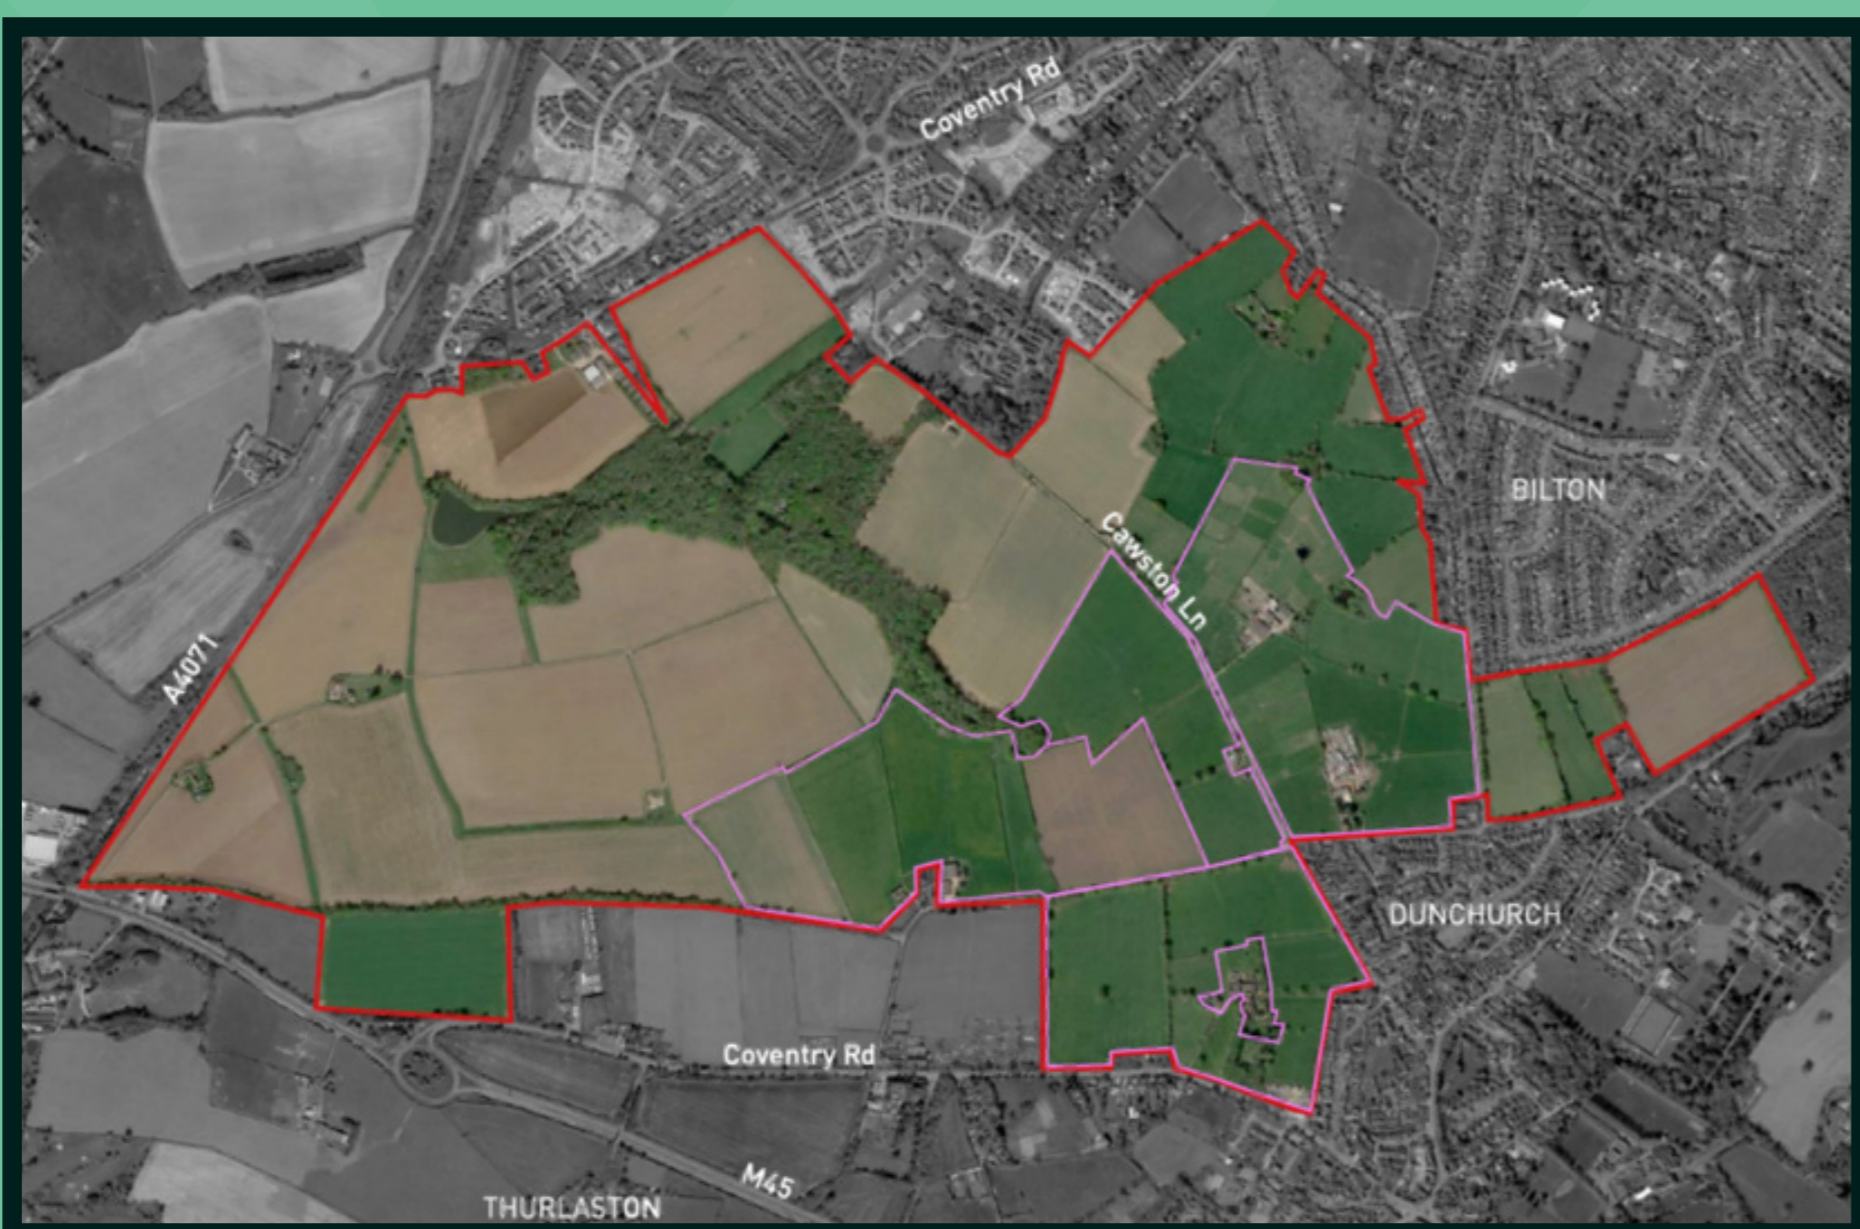 Coventry Rd
Cawston Ln
BILTON
A4071
DUNCHURCH
Coventry Rd
M45
THURLASTON